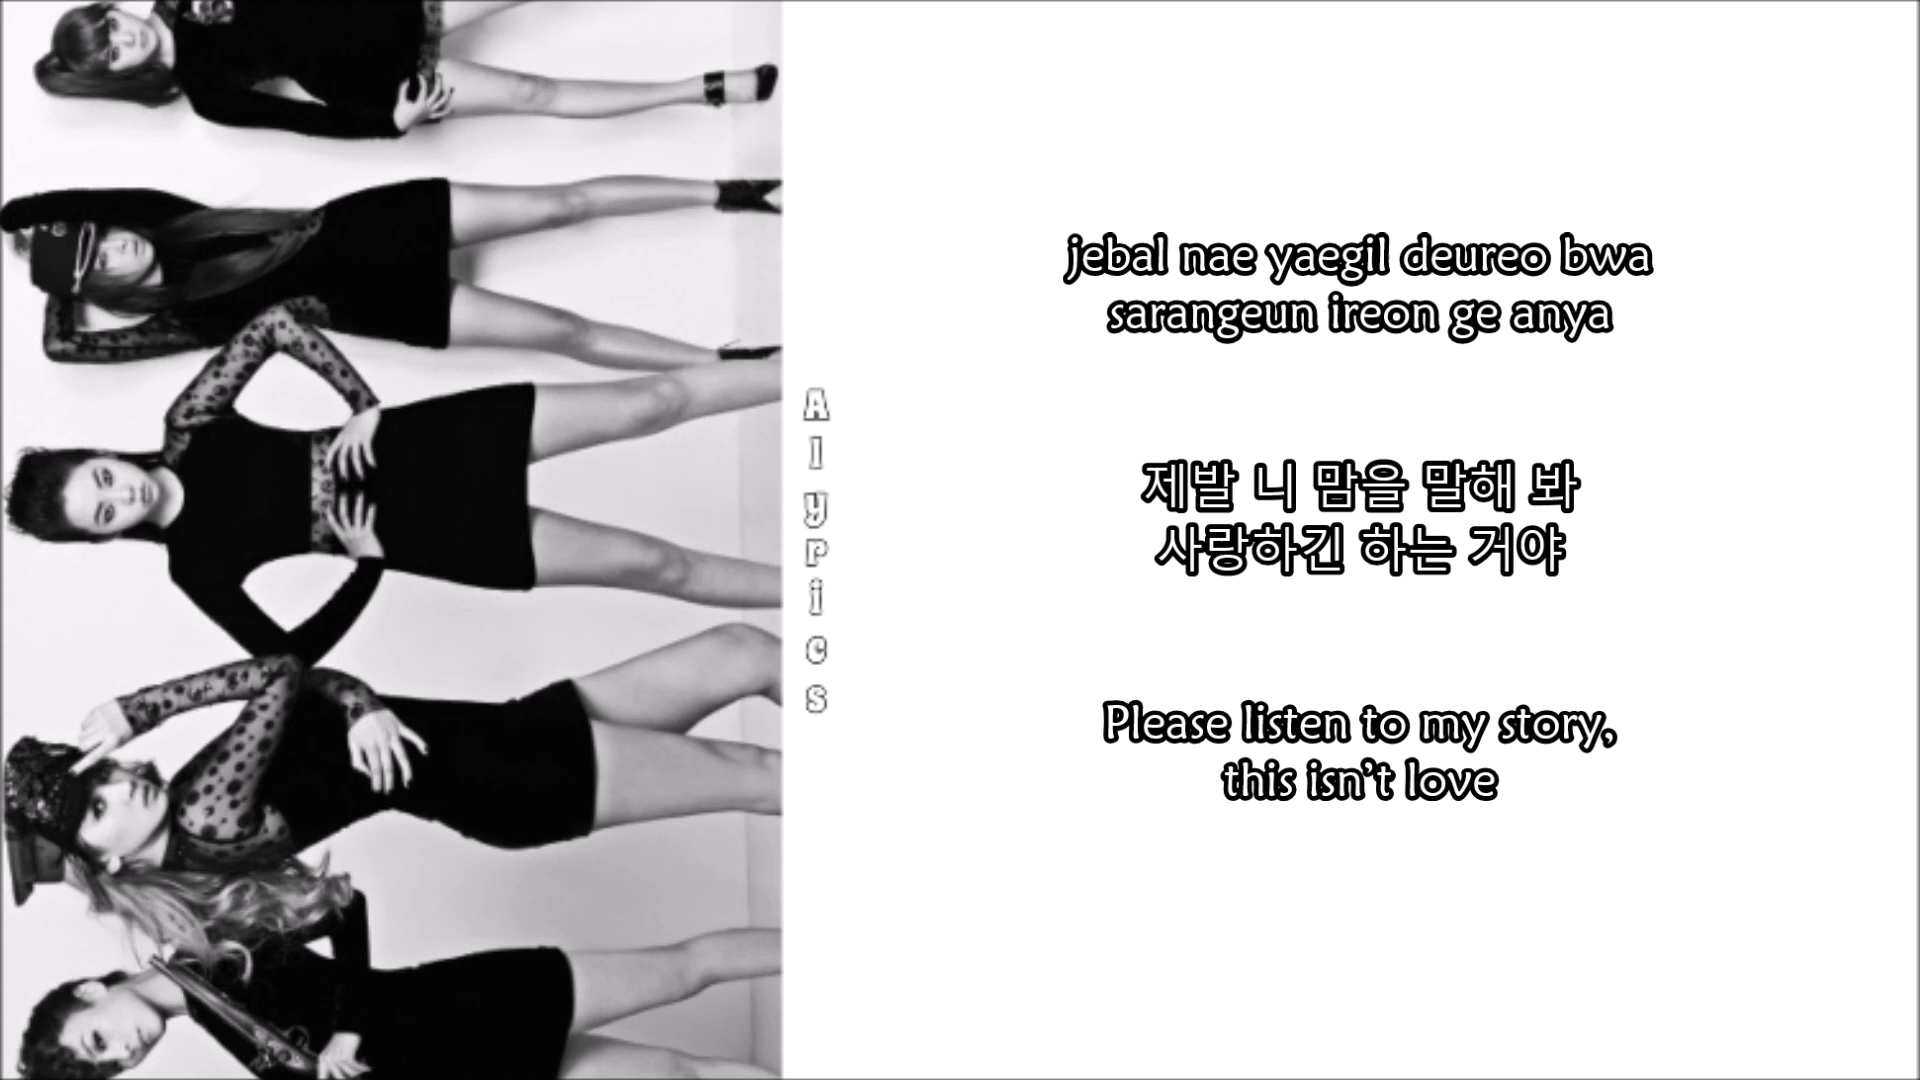 jebal nae yaegil deureo bwa
sarangeun ireon ge anya
제발 니 맘을 말해 봐
사랑하긴 하는 거야
Please listen to my story,
this isn't love
Alypics